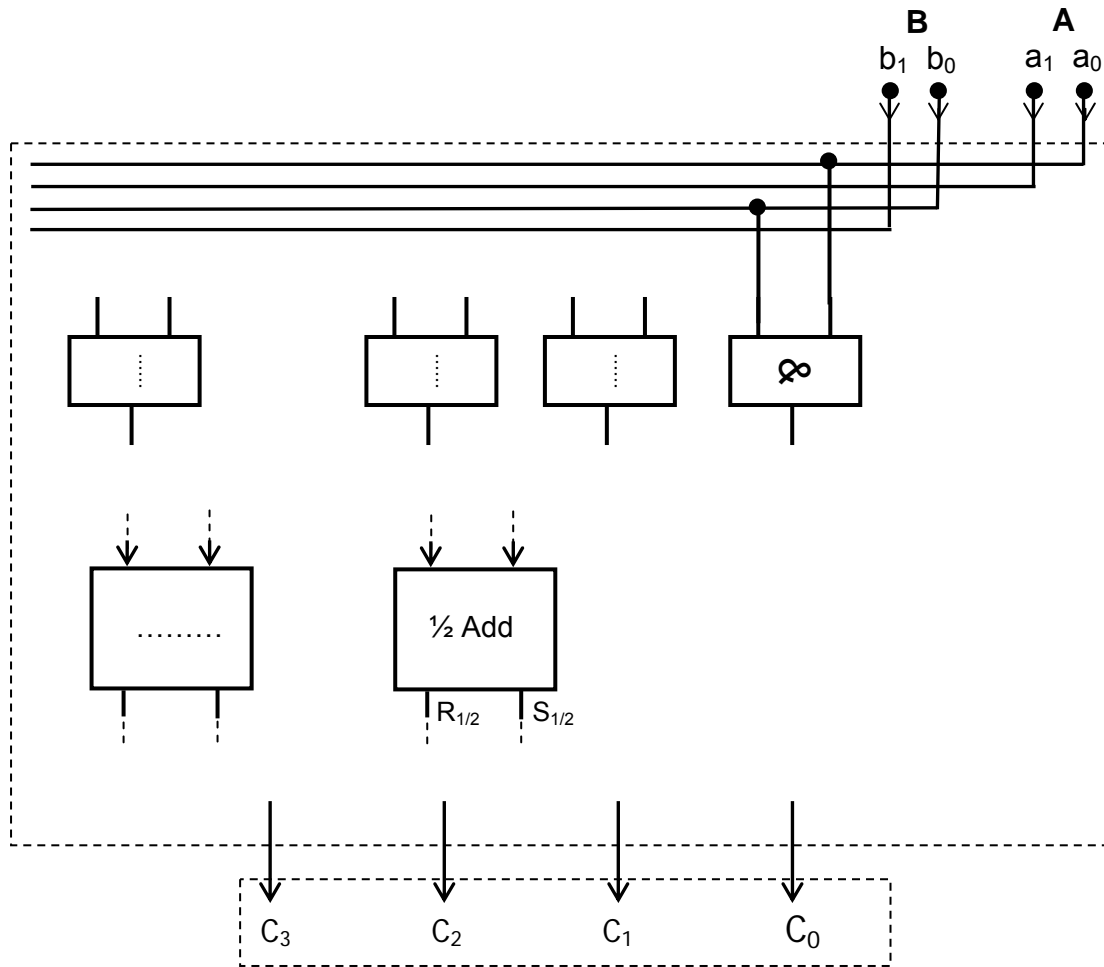 B A
b₁ b₀ a₁ a₀
⋮ ⋮ ⋮ &
......... ½ Add
R₁/₂ S₁/₂
C₃ C₂ C₁ C₀